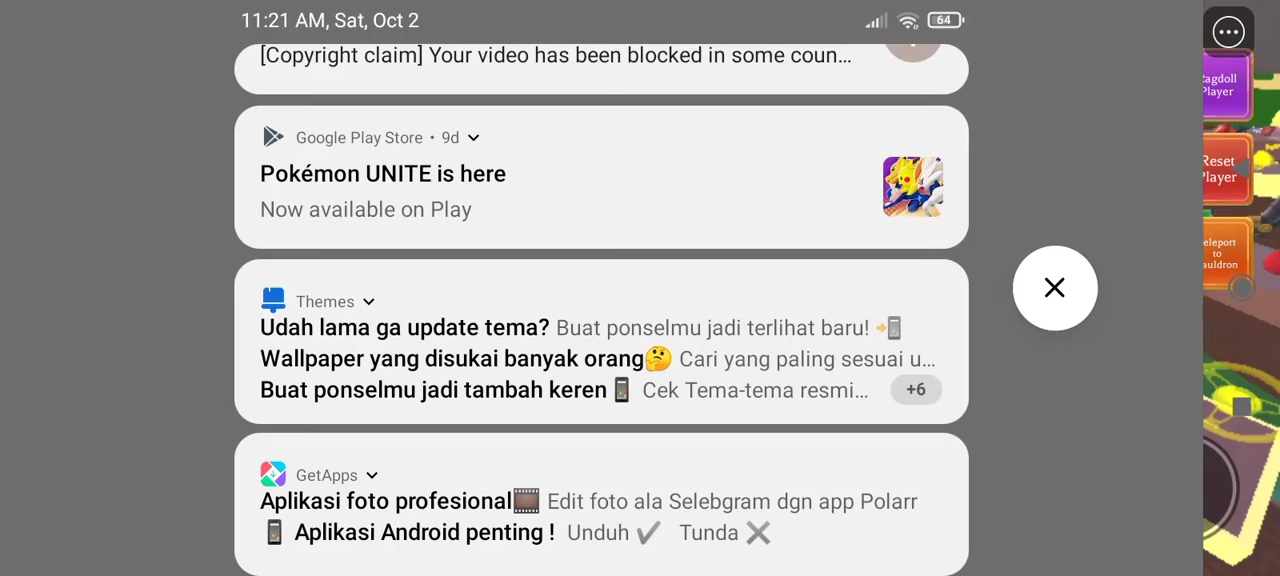 11:21 AM, Sat, Oct 2
64
[Copyright claim] Your video has been blocked in some coun...
Google Play Store • 9d
Pokémon UNITE is here
Now available on Play
Themes
Udah lama ga update tema? Buat ponselmu jadi terlihat baru!
Wallpaper yang disukai banyak orang🤔 Cari yang paling sesuai u...
Buat ponselmu jadi tambah keren Cek Tema-tema resmi...
+6
GetApps
Aplikasi foto profesional🎞️ Edit foto ala Selebgram dgn app Polarr
Aplikasi Android penting ! Unduh ✔️ Tunda ✖️
Player
Reset
Player
to